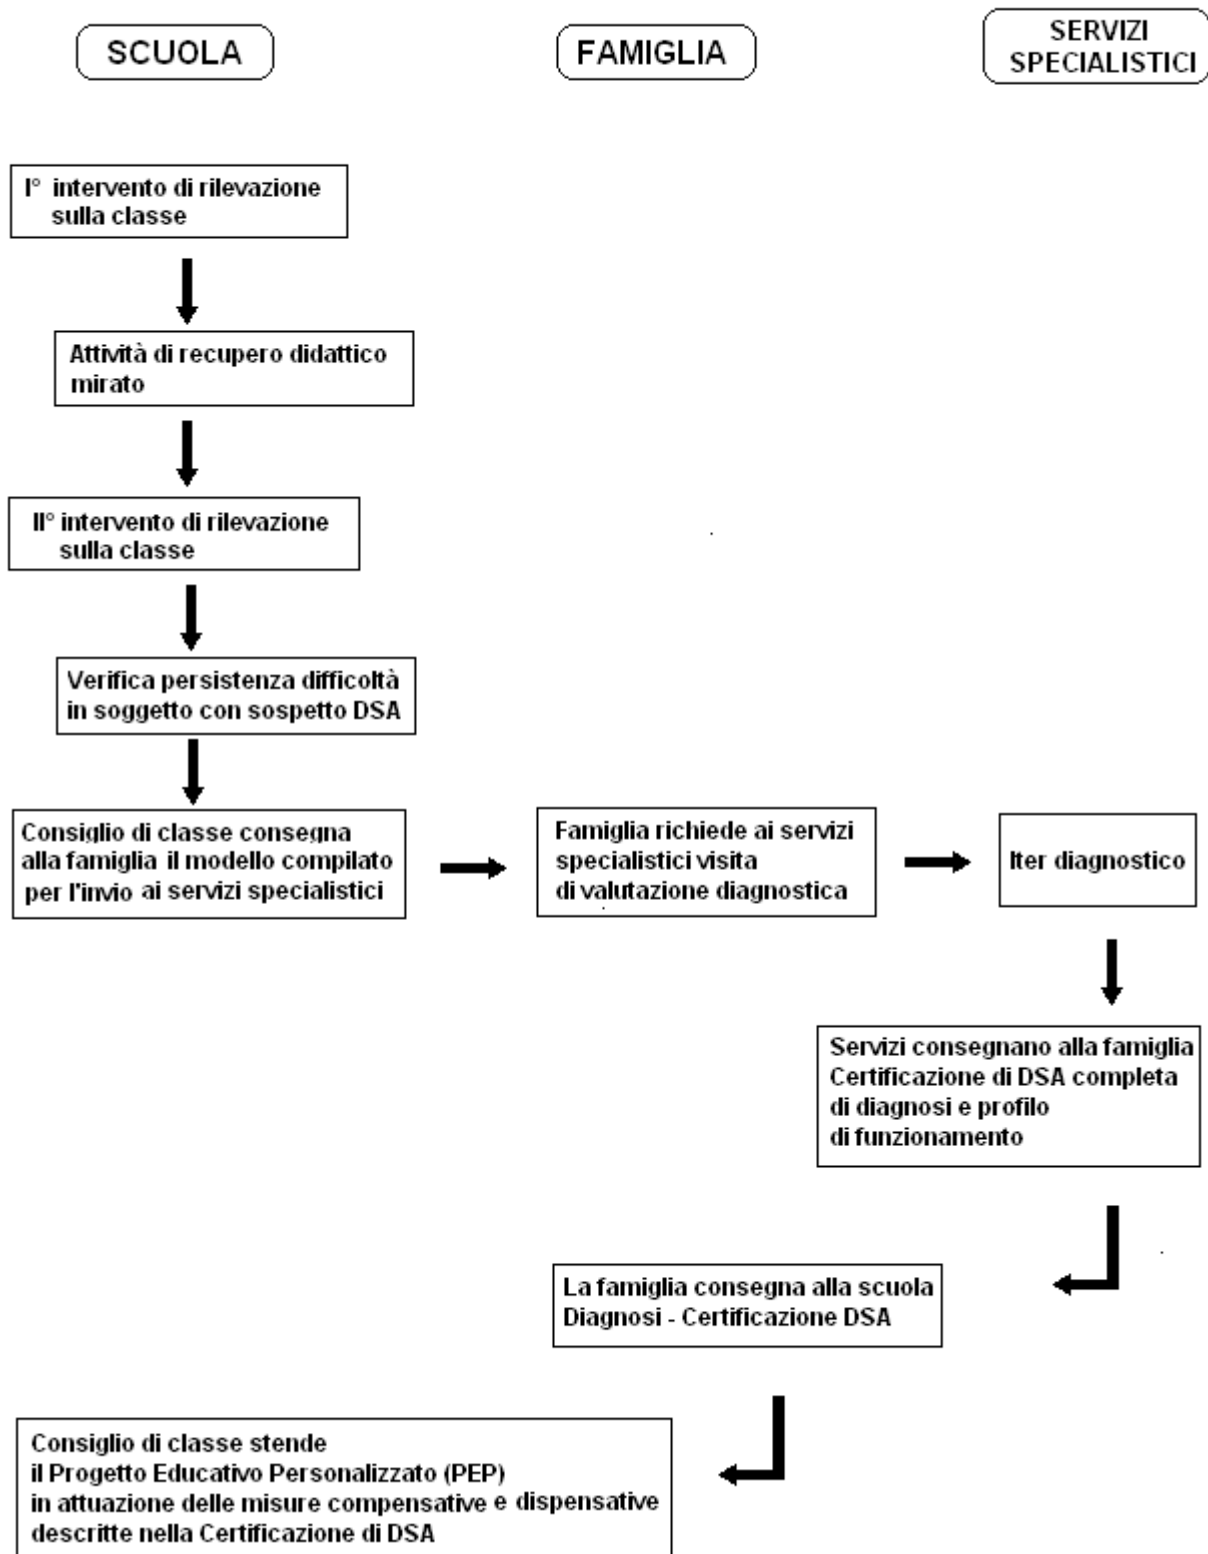 SCUOLA
FAMIGLIA
SERVIZI
SPECIALISTICI
I° intervento di rilevazione
sulla classe
Attività di recupero didattico
mirato
II° intervento di rilevazione
sulla classe
Verifica persistenza difficoltà
in soggetto con sospetto DSA
Consiglio di classe consegna
alla famiglia il modello compilato
per l'invio ai servizi specialistici
Famiglia richiede ai servizi
specialistici visita
di valutazione diagnostica
Iter diagnostico
Servizi consegnano alla famiglia
Certificazione di DSA completa
di diagnosi e profilo
di funzionamento
La famiglia consegna alla scuola
Diagnosi - Certificazione DSA
Consiglio di classe stende
il Progetto Educativo Personalizzato (PEP)
in attuazione delle misure compensative e dispensative
descritte nella Certificazione di DSA